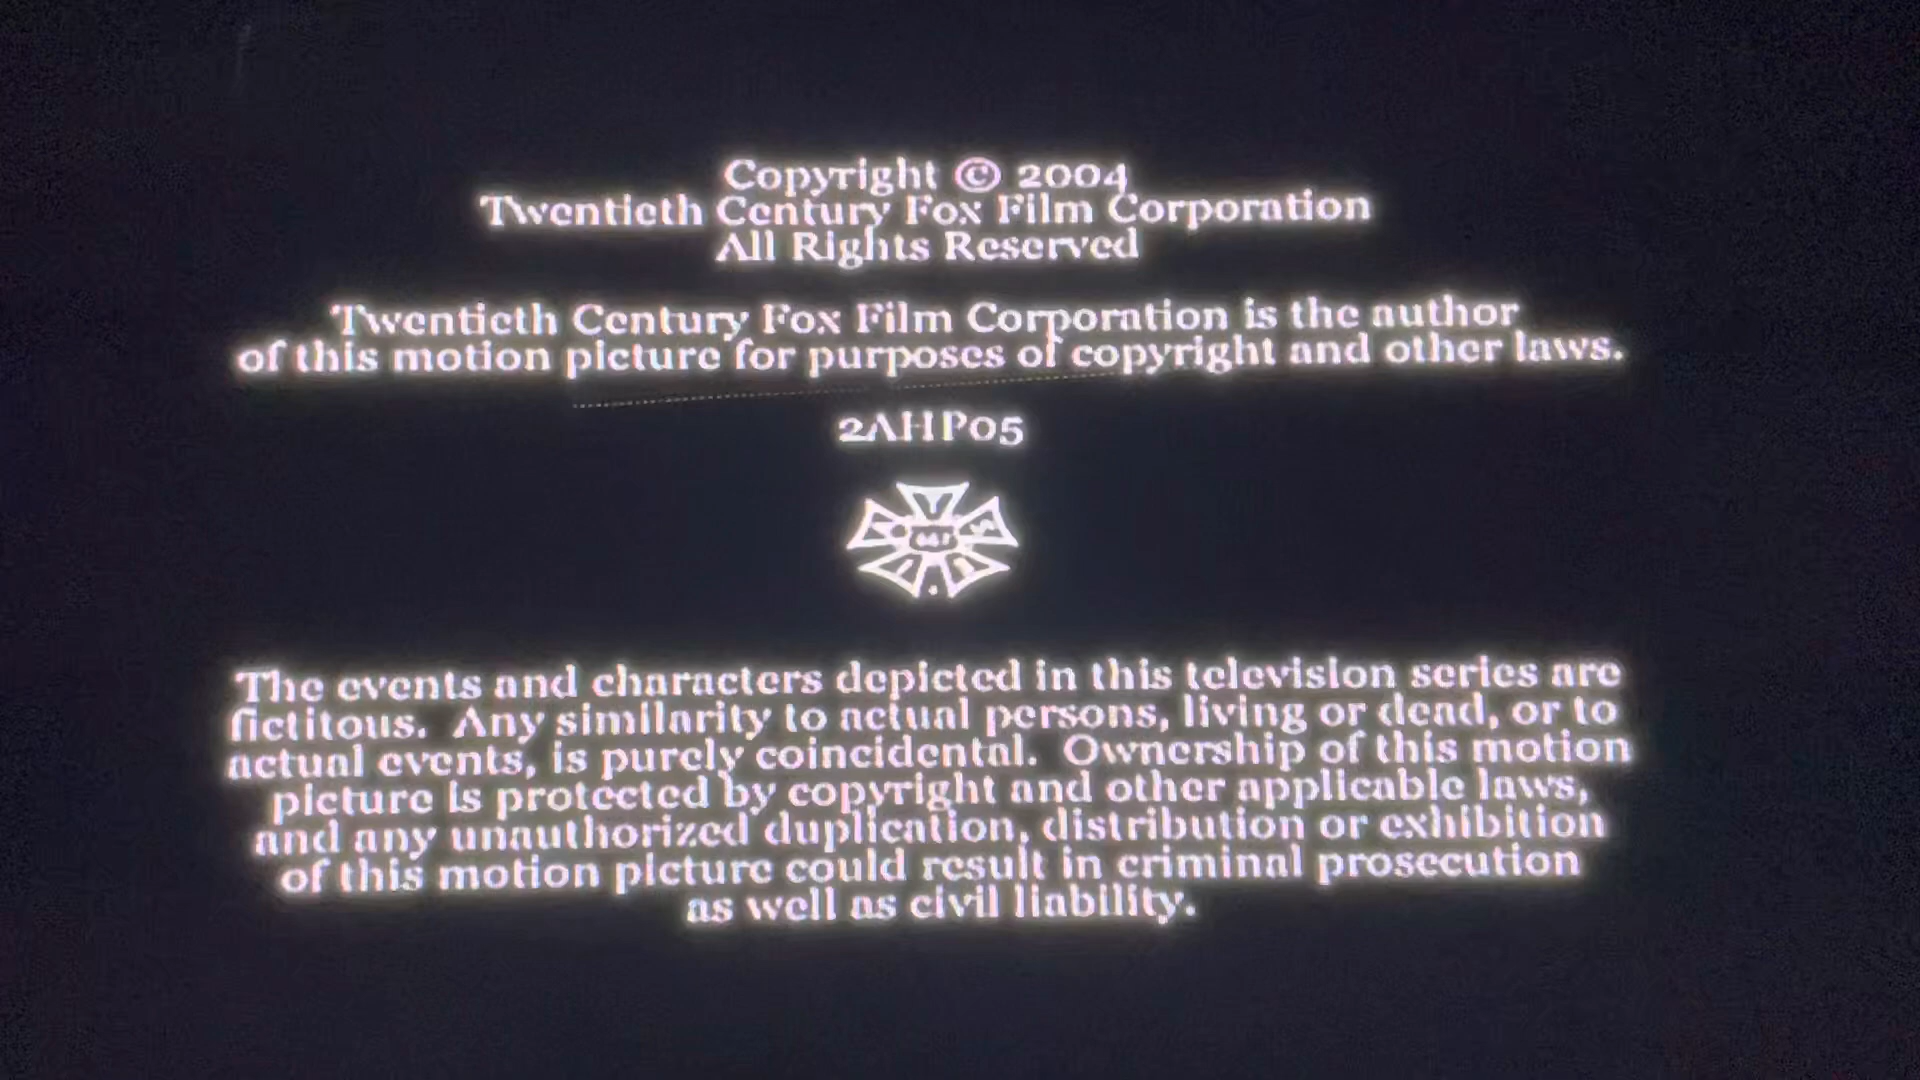 Copyright © 2004
Twentieth Century Fox Film Corporation
All Rights Reserved
Twentieth Century Fox Film Corporation is the author
of this motion picture for purposes of copyright and other laws.
2AHP05
The events and characters depicted in this television series are
fictitous. Any similarity to actual persons, living or dead, or to
actual events, is purely coincidental. Ownership of this motion
picture is protected by copyright and other applicable laws,
and any unauthorized duplication, distribution or exhibition
of this motion picture could result in criminal prosecution
as well as civil liability.